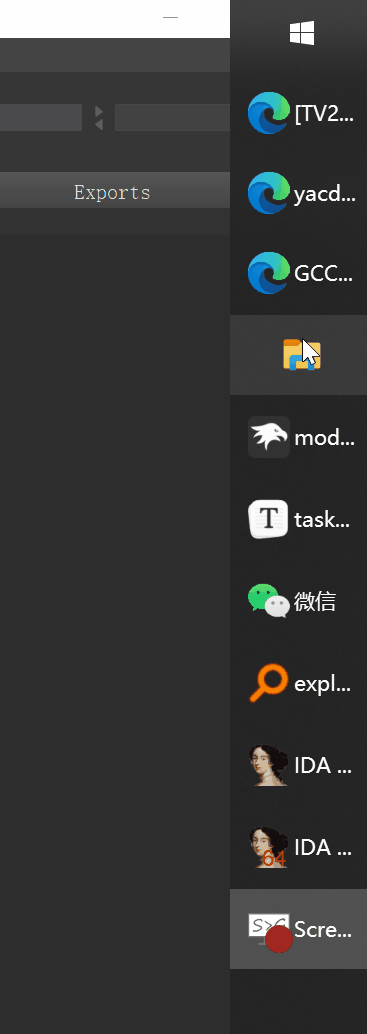 Exports
[TV2...
yacd...
GCC...
mod...
T
task...
微信
expl...
IDA ...
IDA ...
64
S>G
Scre...